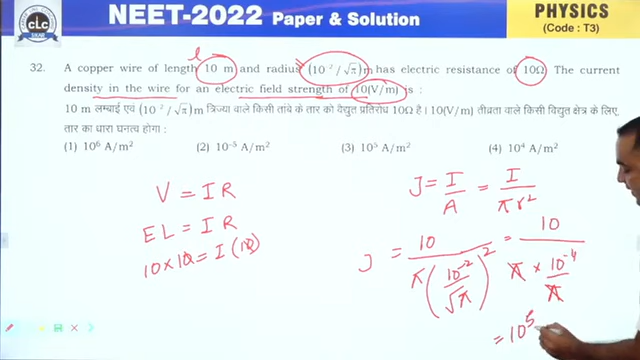 CLC
SIKAR
NEET-2022 Paper & Solution
PHYSICS
(Code : T3)
l
32. A copper wire of length 10 m and radius (10⁻²/√π) m has electric resistance of 10Ω. The current
density in the wire for an electric field strength of 10(V/m) is :
10 m लम्बाई एवं (10⁻²/√π) m त्रिज्या वाले किसी तांबे के तार को वैद्युत प्रतिरोध 10Ω है। 10(V/m) तीव्रता वाले किसी विद्युत क्षेत्र के लिए,
तार का धारा घनत्व होगा :
(1) 10⁶ A/m² (2) 10⁻⁵ A/m² (3) 10⁵ A/m² (4) 10⁴ A/m²
V = I R
EL = I R
10×10 = I (10)
J = I/A = I/πr²
J = 10/π(10⁻²/√π)² = 10/π × 10⁻⁴/π
= 10⁵